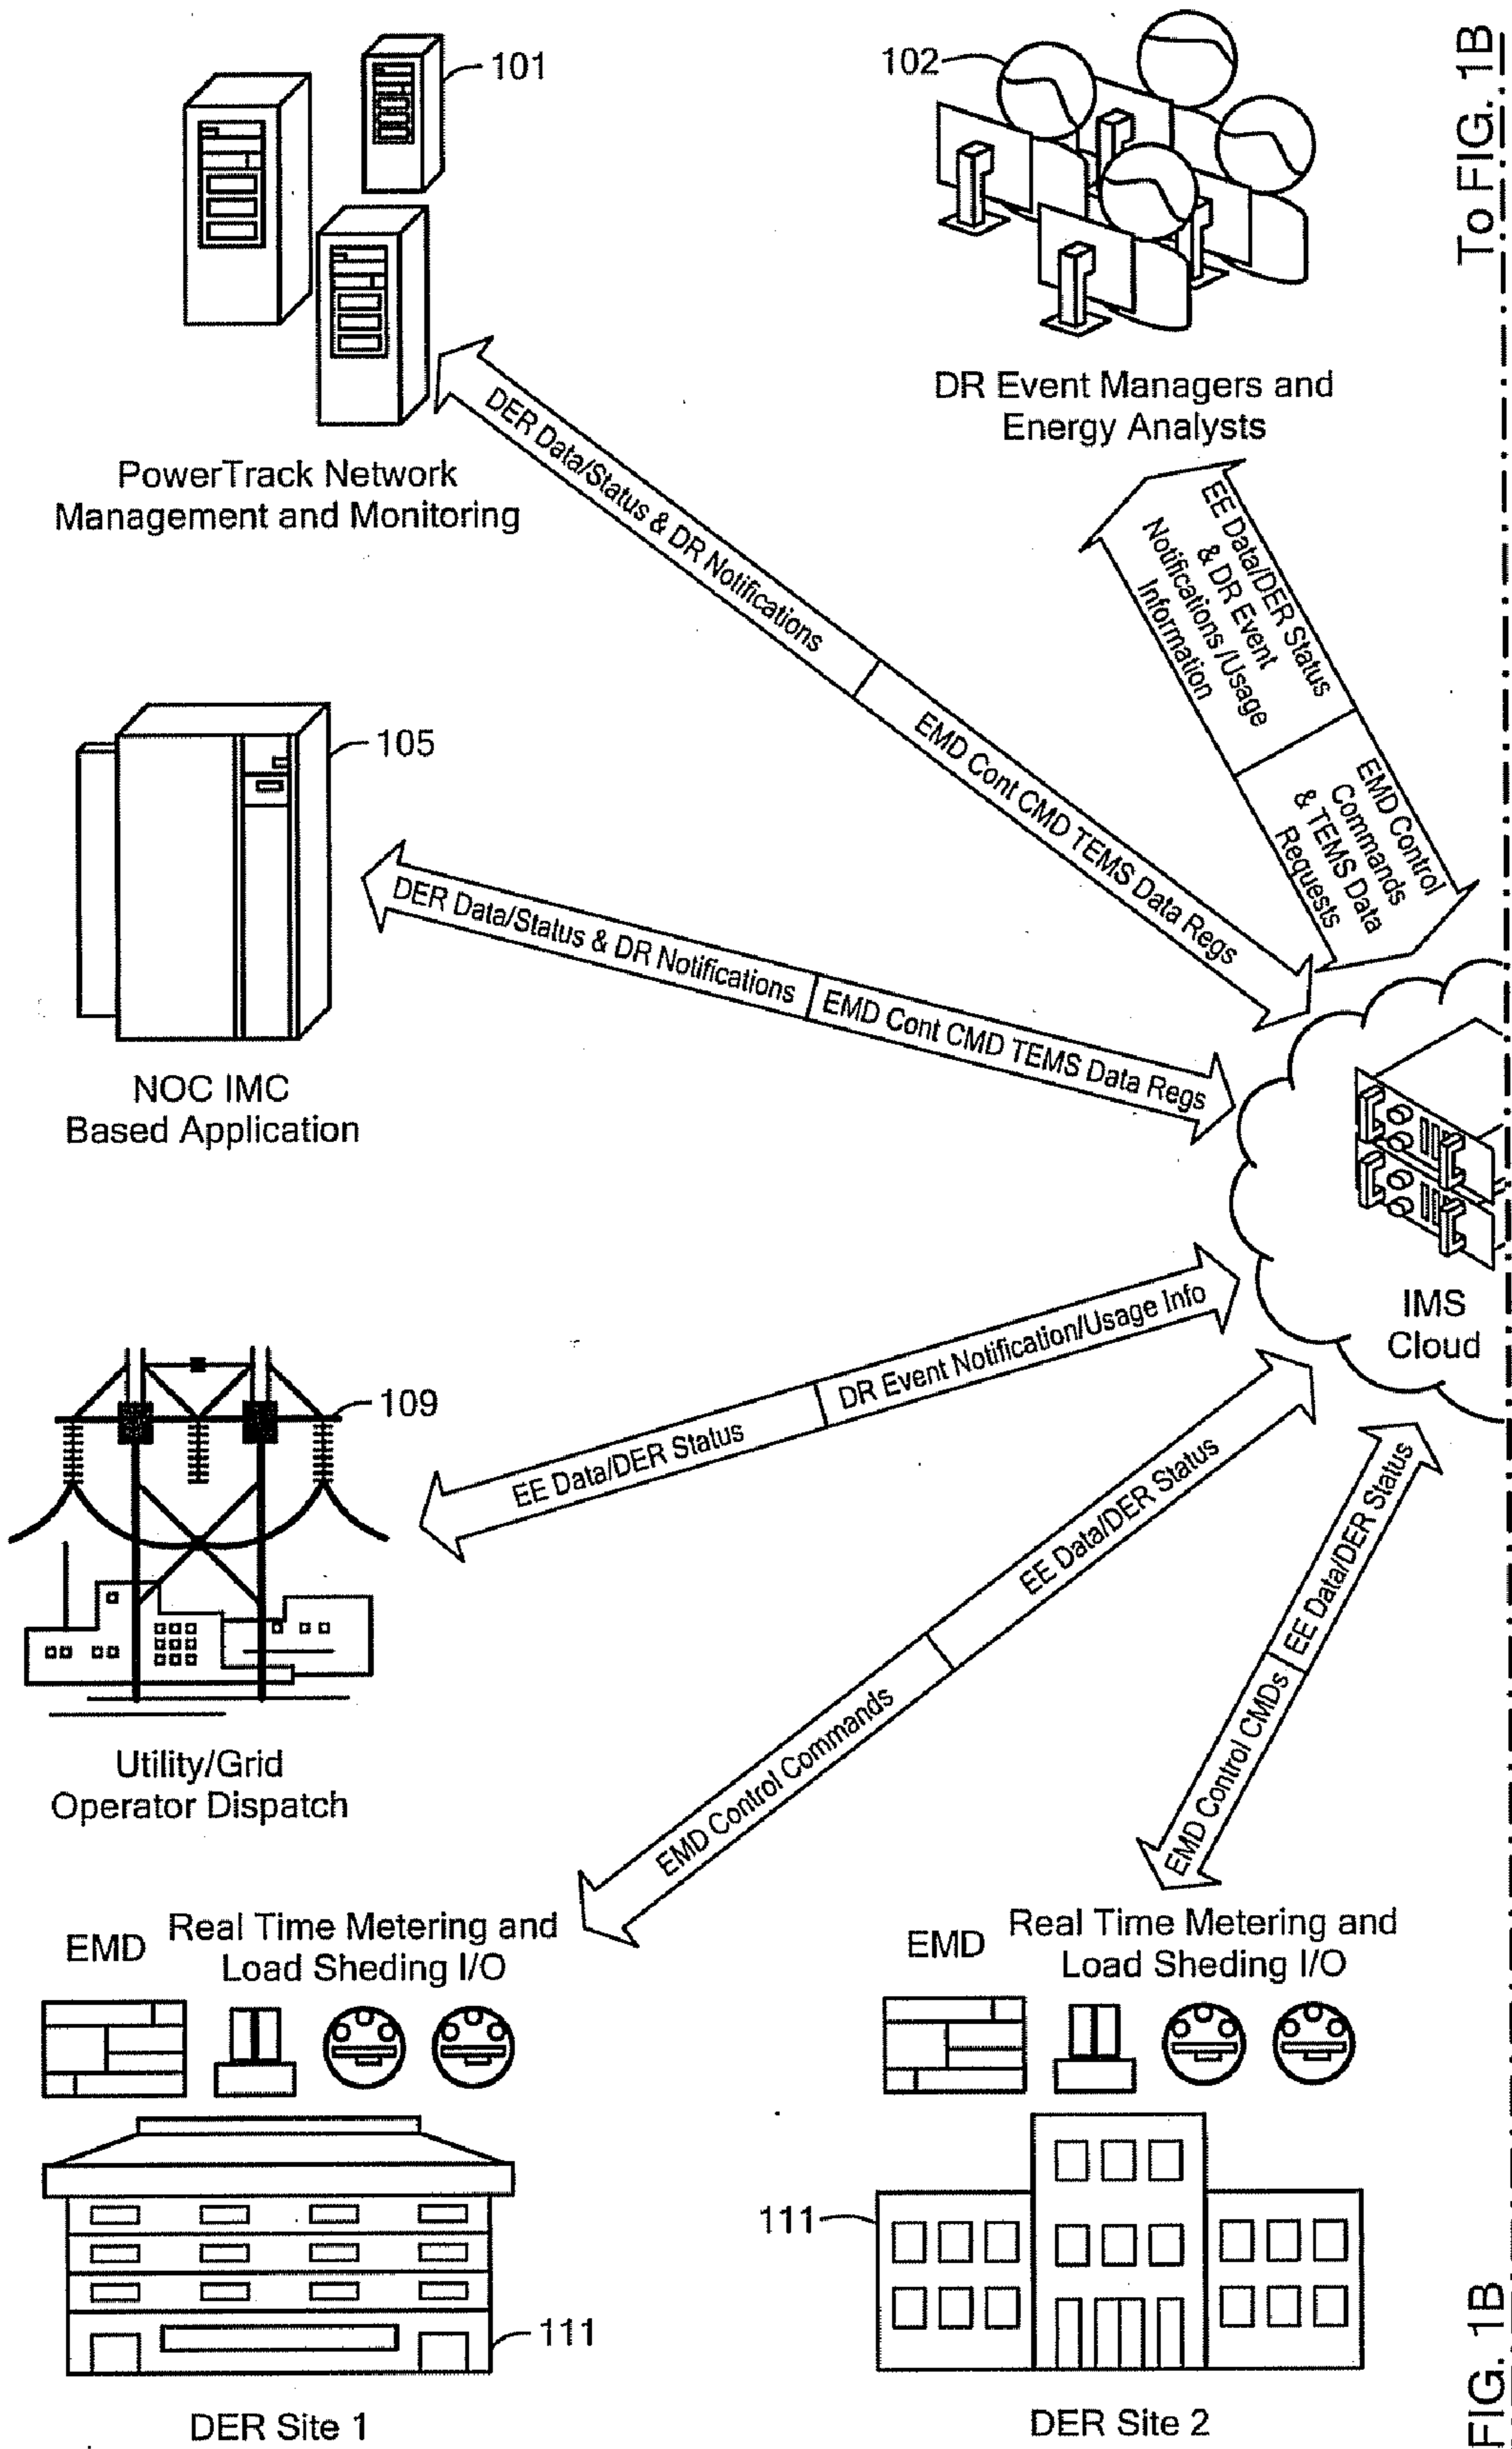 101
102
To FIG. 1B
PowerTrack Network
Management and Monitoring
DR Event Managers and
Energy Analysts
DER Data/Status & DR Notifications
EMD Cont CMD TEMS Data Regs
EE Data/DER Status
& DR Event
Notifications/Usage
Information
EMD Control
Commands
& TEMS Data
Requests
105
NOC IMC
Based Application
DER Data/Status & DR Notifications
EMD Cont CMD TEMS Data Regs
IMS
Cloud
109
Utility/Grid
Operator Dispatch
EE Data/DER Status
DR Event Notification/Usage Info
EMD Control Commands
EE Data/DER Status
EMD Control CMDs
EE Data/DER Status
EMD
Real Time Metering and
Load Sheding I/O
111
DER Site 1
EMD
Real Time Metering and
Load Sheding I/O
111
DER Site 2
FIG. 1B